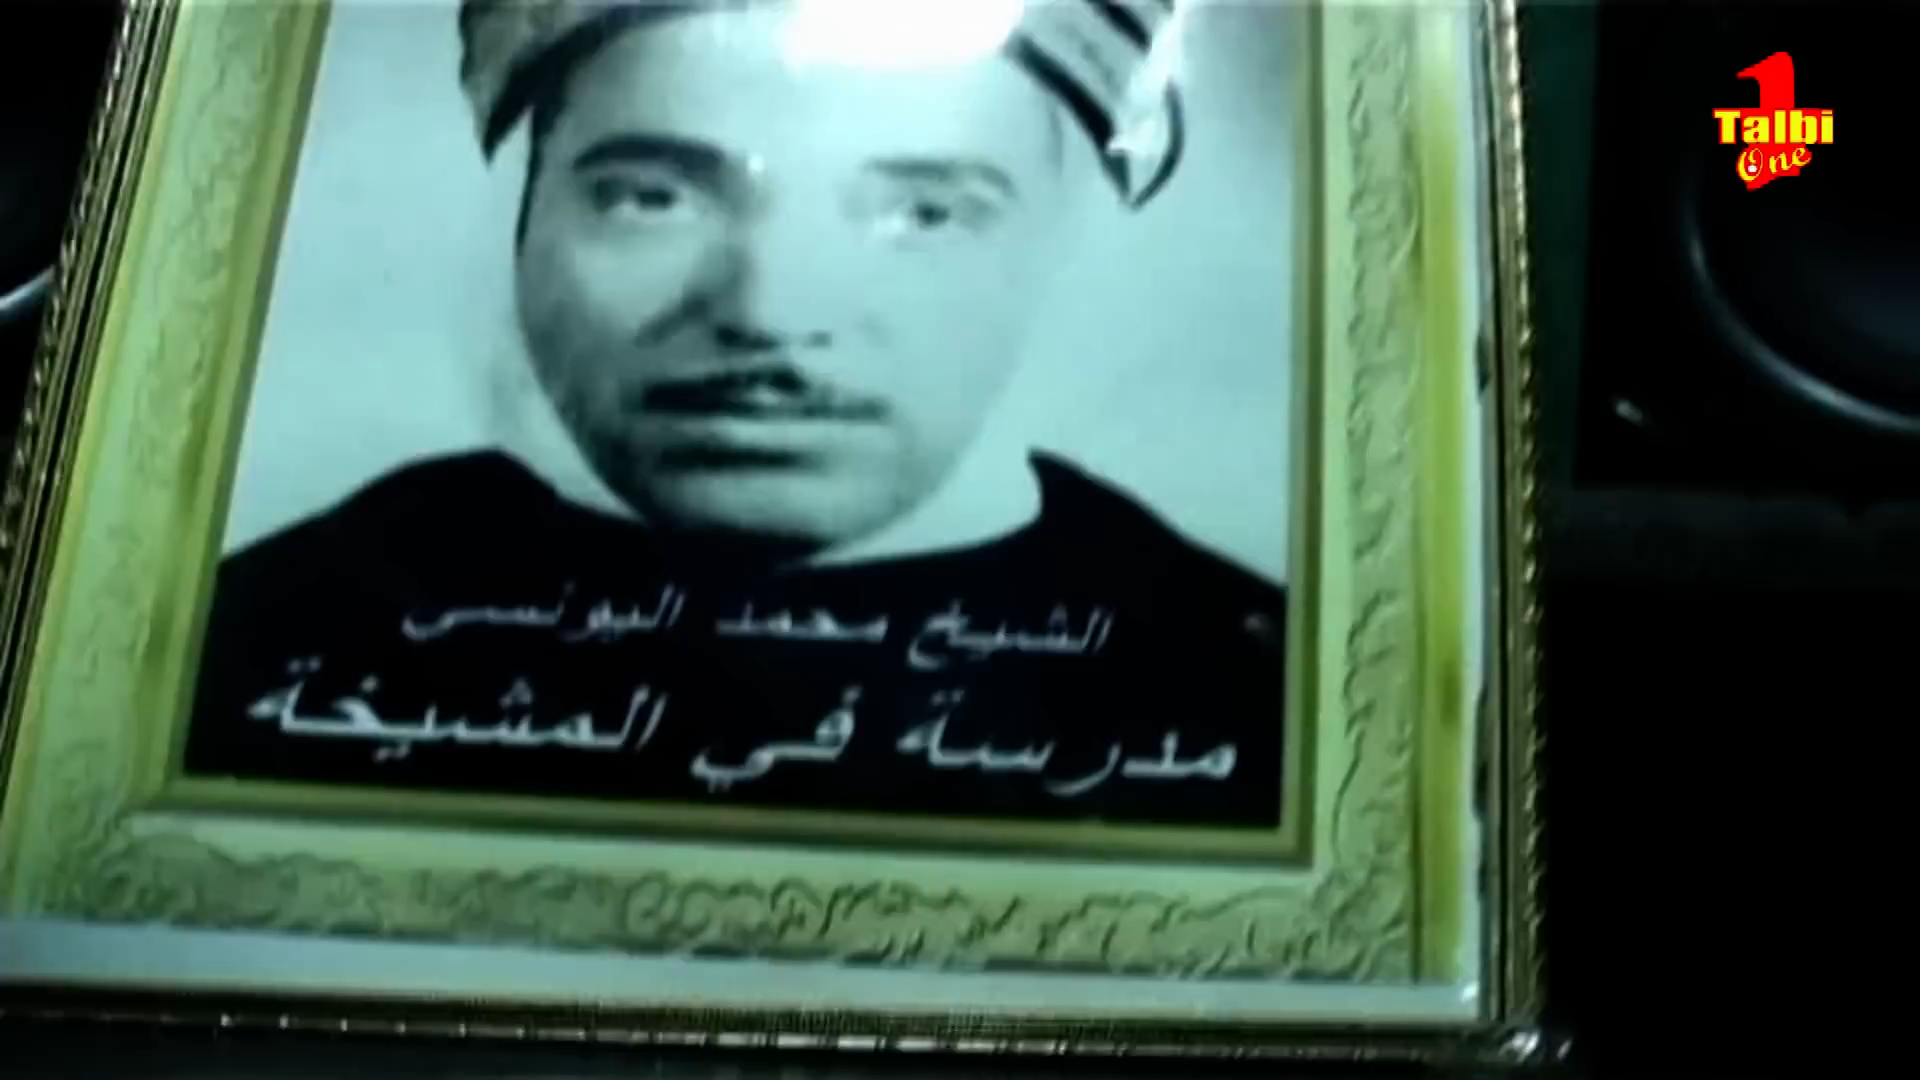 1
Talbi
One
الشيخ محمد اليونسي
مدرسة في المشيخة